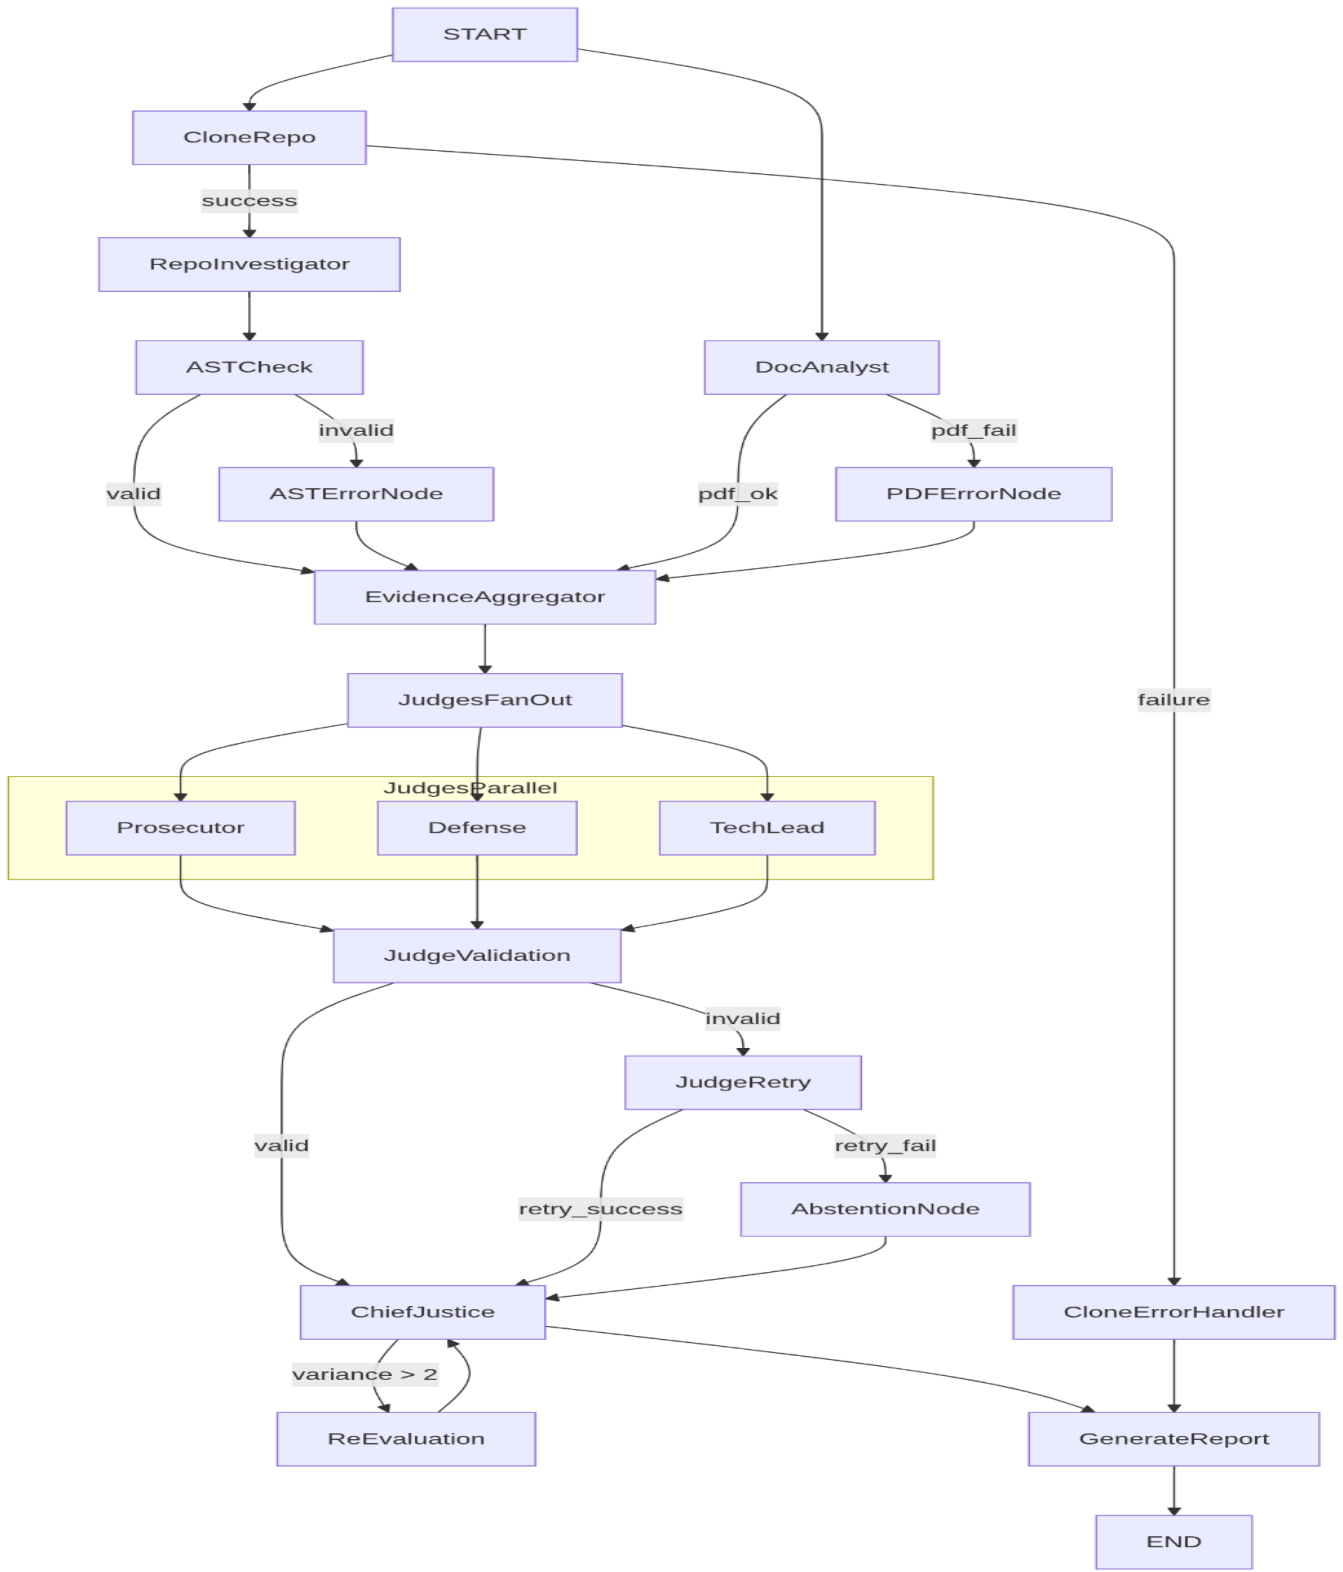 START
CloneRepo
success
RepoInvestigator
ASTCheck
DocAnalyst
invalid
pdf_fail
valid
ASTErrorNode
pdf_ok
PDFErrorNode
EvidenceAggregator
JudgesFanOut
failure
JudgesParallel
Prosecutor
Defense
TechLead
JudgeValidation
invalid
JudgeRetry
valid
retry_fail
retry_success
AbstentionNode
ChiefJustice
CloneErrorHandler
variance > 2
ReEvaluation
GenerateReport
END